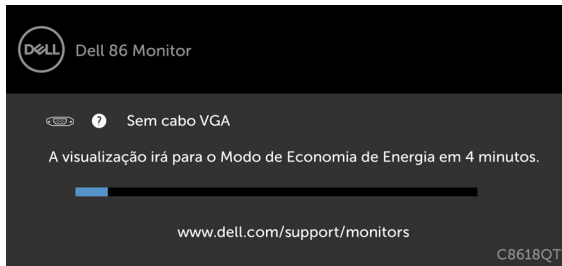 DELL
Dell 86 Monitor
Sem cabo VGA
A visualização irá para o Modo de Economia de Energia em 4 minutos.
www.dell.com/support/monitors
C8618QT